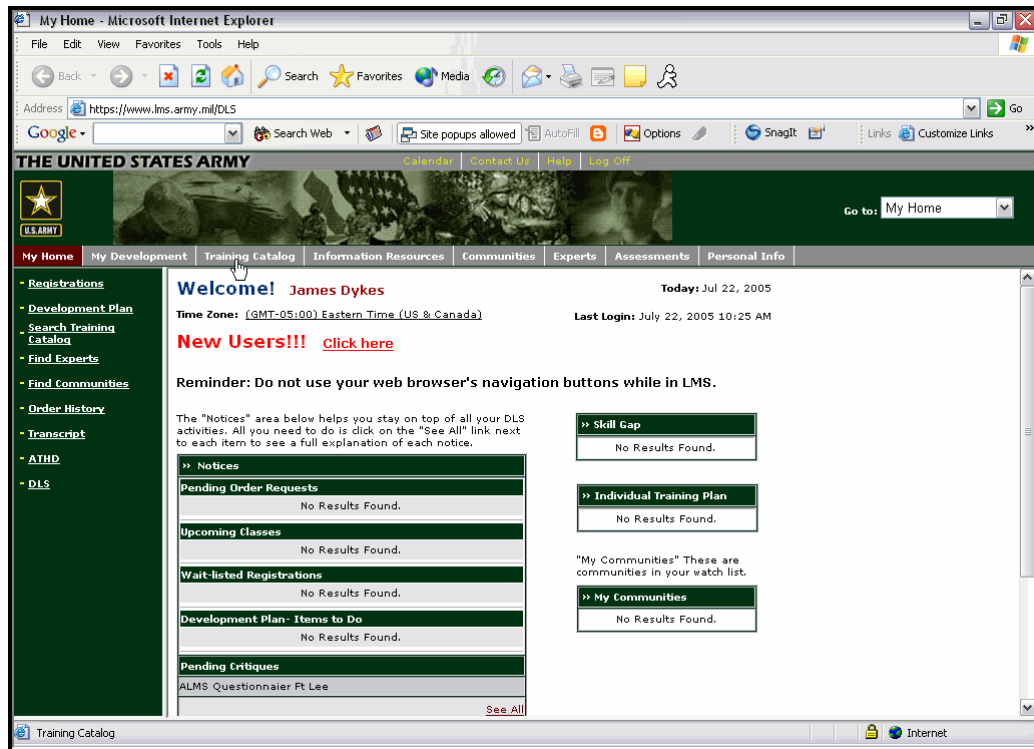 My Home - Microsoft Internet Explorer
File Edit View Favorites Tools Help
Back Search Favorites Media
Address https://www.lms.army.mil/DLS Go
Google Search Web Site popups allowed AutoFill Options SnagIt Links Customize Links »
THE UNITED STATES ARMY Calendar Contact Us Help Log Off
U.S.ARMY
Go to: My Home
My Home My Development Training Catalog Information Resources Communities Experts Assessments Personal Info
Registrations
Development Plan
Search Training
Catalog
Find Experts
Find Communities
Order History
Transcript
ATHD
DLS
Welcome! James Dykes
Today: Jul 22, 2005
Time Zone: (GMT-05:00) Eastern Time (US & Canada)
Last Login: July 22, 2005 10:25 AM
New Users!!! Click here
Reminder: Do not use your web browser's navigation buttons while in LMS.
The "Notices" area below helps you stay on top of all your DLS
activities. All you need to do is click on the "See All" link next
to each item to see a full explanation of each notice.
» Notices
Pending Order Requests
No Results Found.
Upcoming Classes
No Results Found.
Wait-listed Registrations
No Results Found.
Development Plan- Items to Do
No Results Found.
Pending Critiques
ALMS Questionnaier Ft Lee
See All
» Skill Gap
No Results Found.
» Individual Training Plan
No Results Found.
"My Communities" These are
communities in your watch list.
» My Communities
No Results Found.
Training Catalog Internet